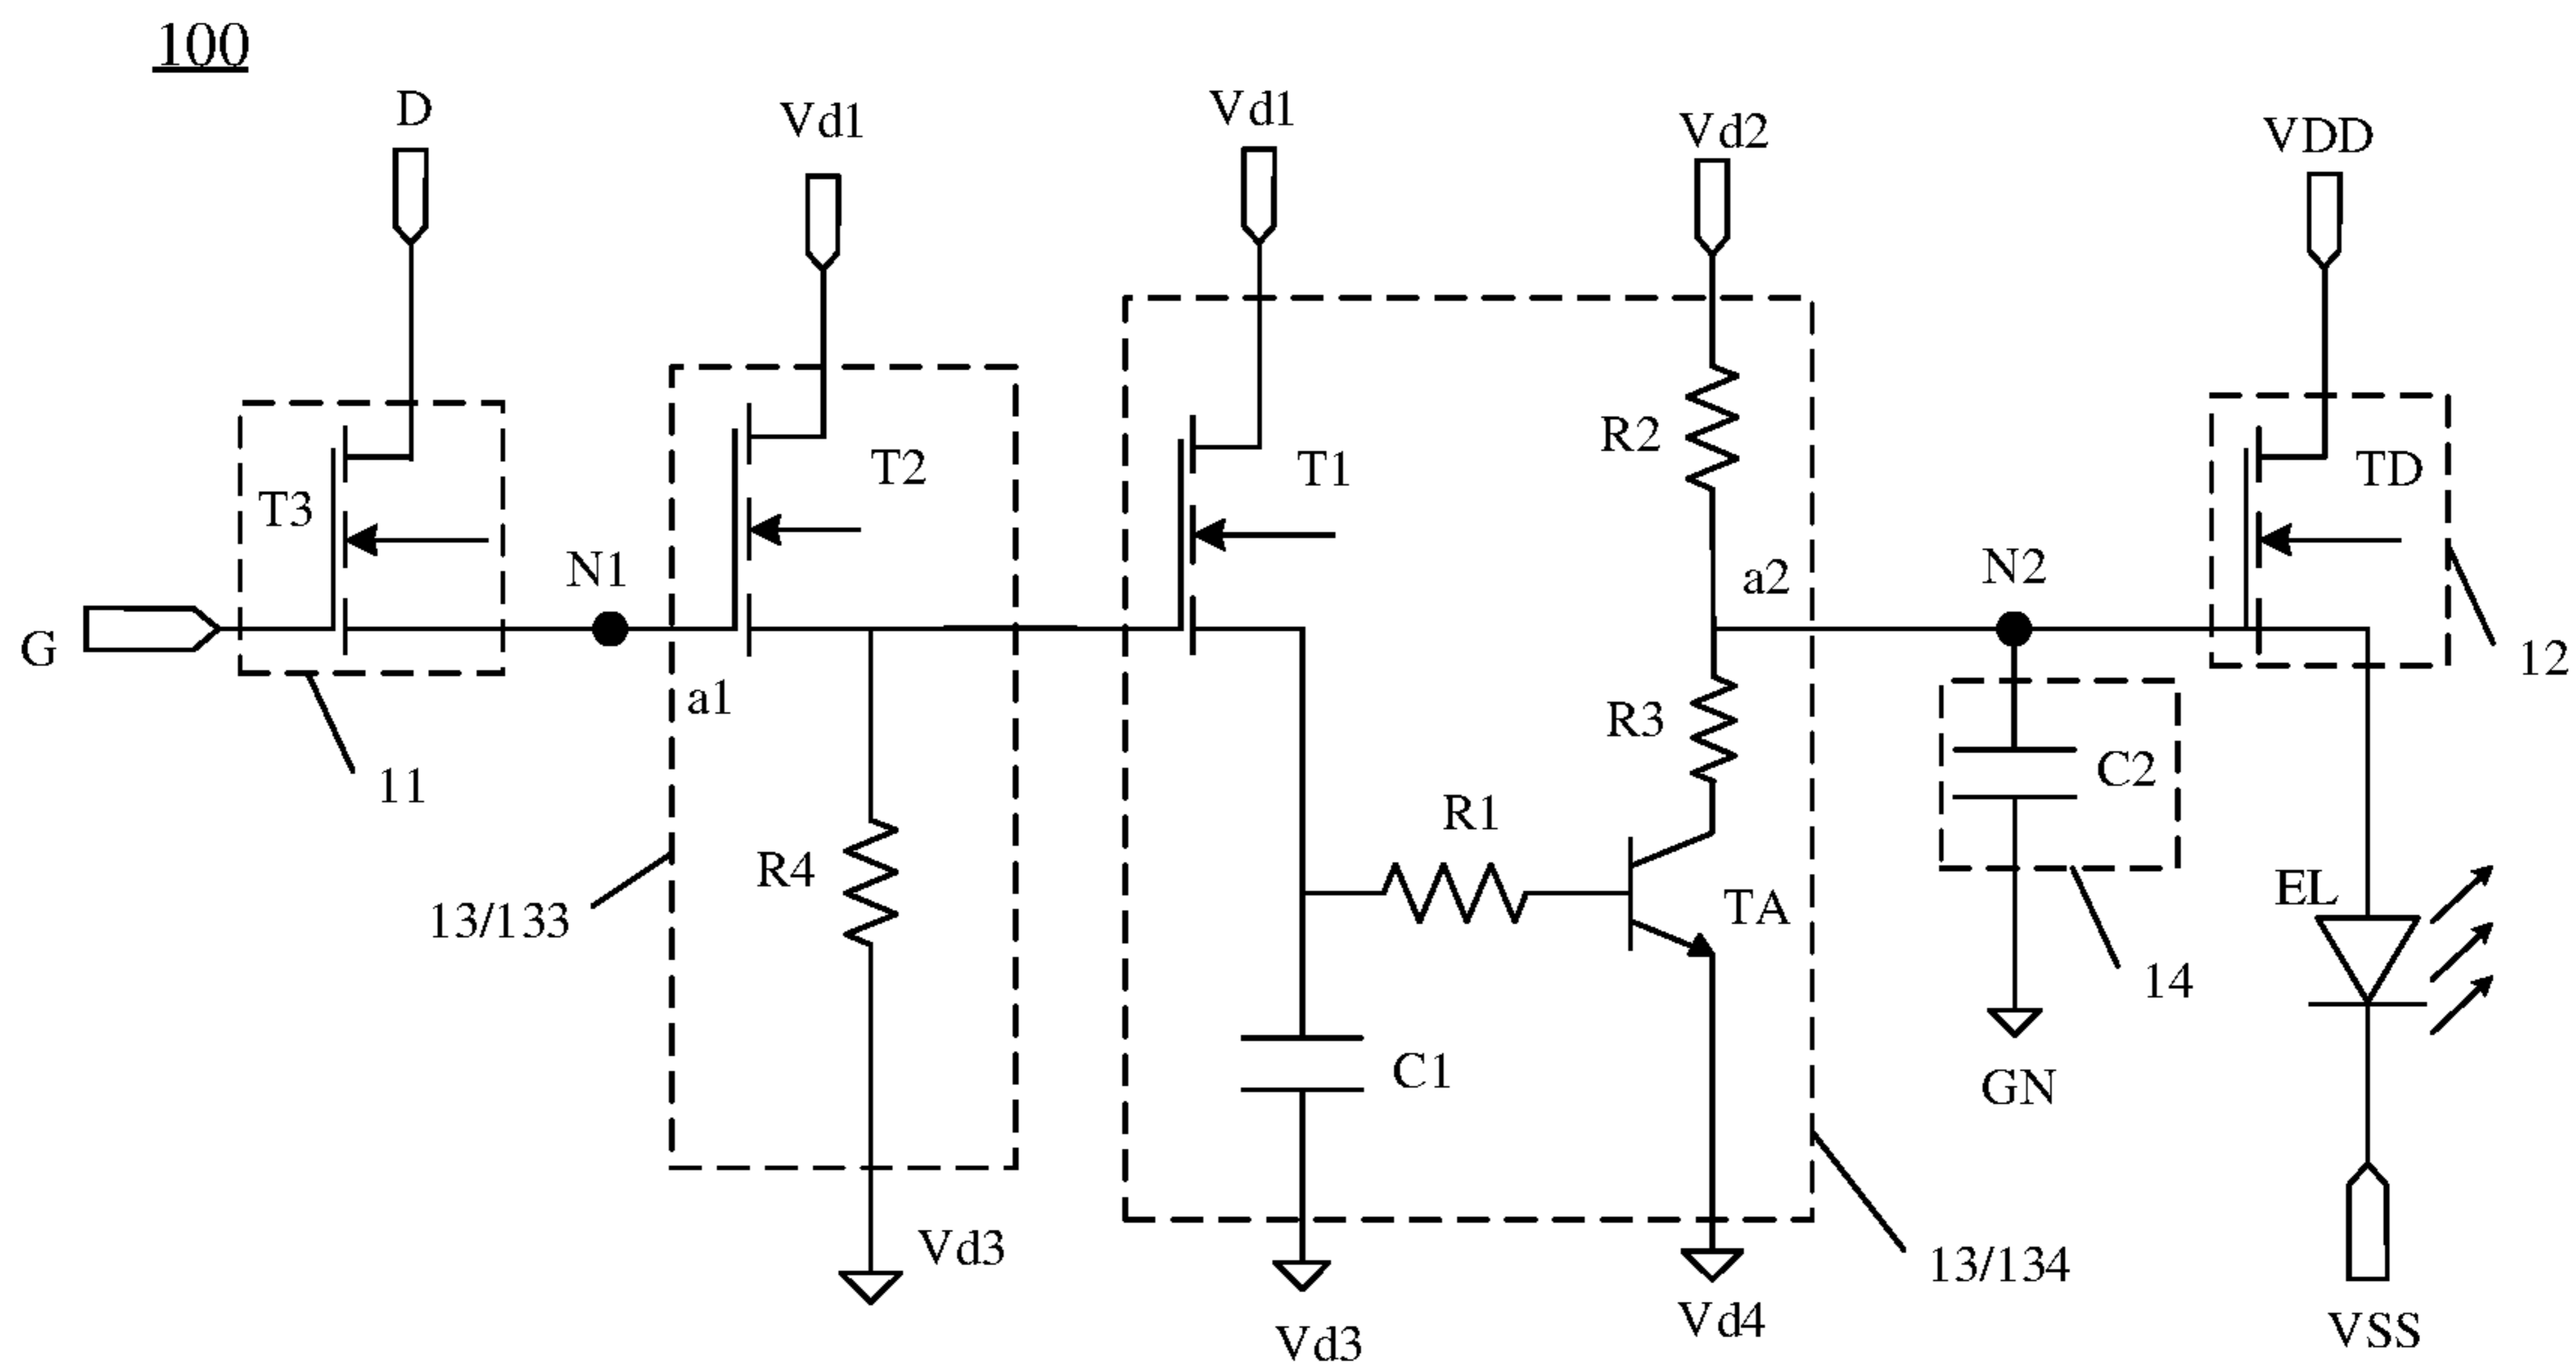 100
D
Vd1
Vd1
Vd2
VDD
R2
T2
T1
TD
T3
N1
a2
N2
G
12
a1
R3
C2
11
R1
R4
EL
13/133
TA
14
C1
GN
Vd3
13/134
Vd4
VSS
Vd3